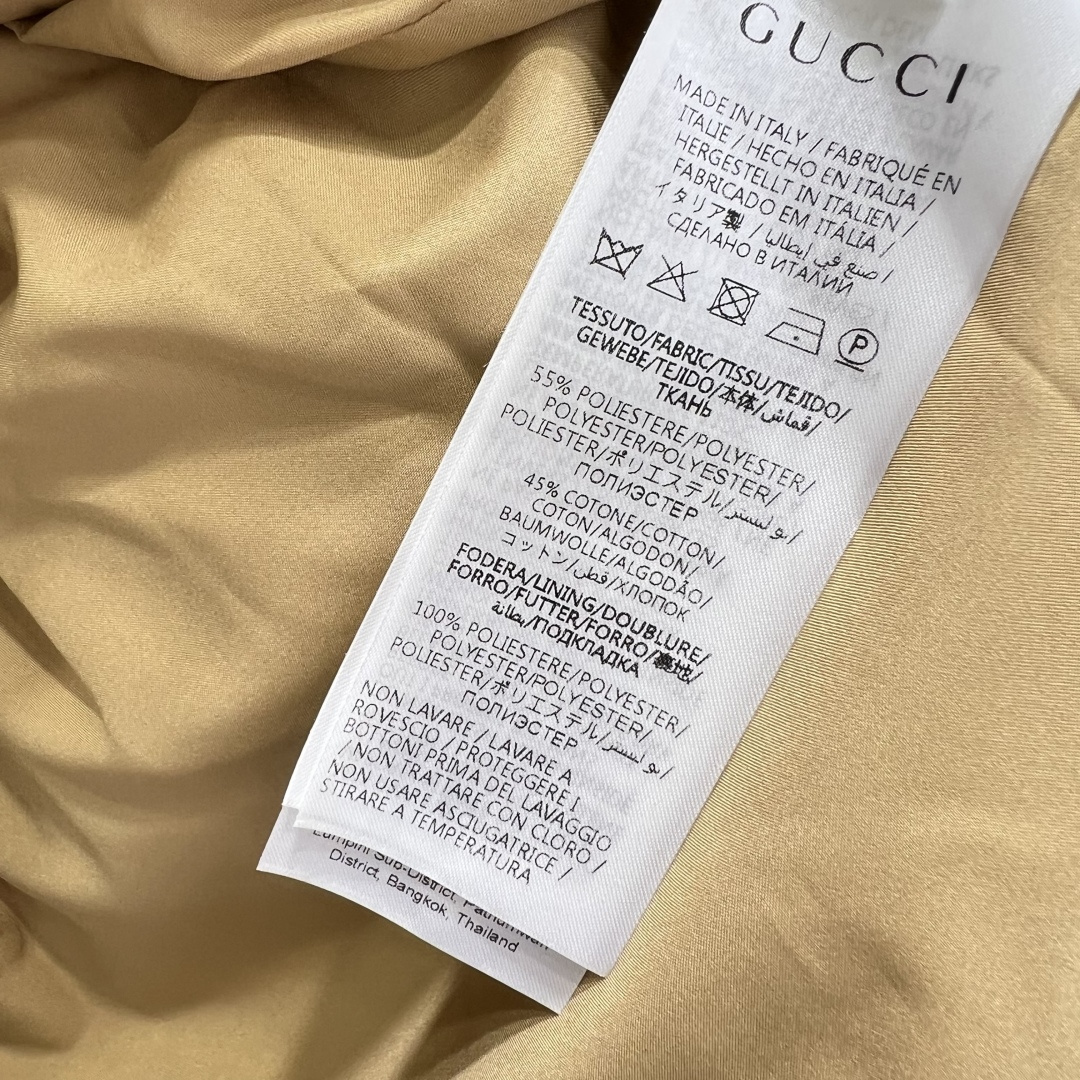 GUCCI
MADE IN ITALY / FABRIQUÉ EN
ITALIE / HECHO EN ITALIA /
HERGESTELLT IN ITALIEN /
FABRICADO EM ITÁLIA /
イタリア製 / صنع في إيطاليا /
СДЕЛАНО В ИТАЛИЙ
P
TESSUTO/FABRIC/TISSU/TEJIDO/
GEWEBE/TEJIDO/本体/قماش/
ТКАНЬ
55% POLIESTERE/POLYESTER/
POLYESTER/POLYESTER/
POLIESTER/ポリエステル/بوليستر/
ПОЛИЭСТЕР
45% COTONE/COTTON/
COTON/ALGODON/
BAUMWOLLE/ALGODÃO/
コットン/قطن/ХЛОПОК
FODERA/LINING/DOUBLURE/
FORRO/FUTTER/FORRO/裏地/
بطانة/ПОДКЛАДКА
100% POLIESTERE/POLYESTER/
POLYESTER/POLYESTER/
POLIESTER/ポリエステル/بوليستر/
ПОЛИЭСТЕР
NON LAVARE / LAVARE A
ROVESCIO / PROTEGGERE I
BOTTONI PRIMA DEL LAVAGGIO
/ NON TRATTARE CON CLORO /
NON USARE ASCIUGATRICE /
STIRARE A TEMPERATURA
Lumpini Sub-District, Pathumwan
District, Bangkok, Thailand